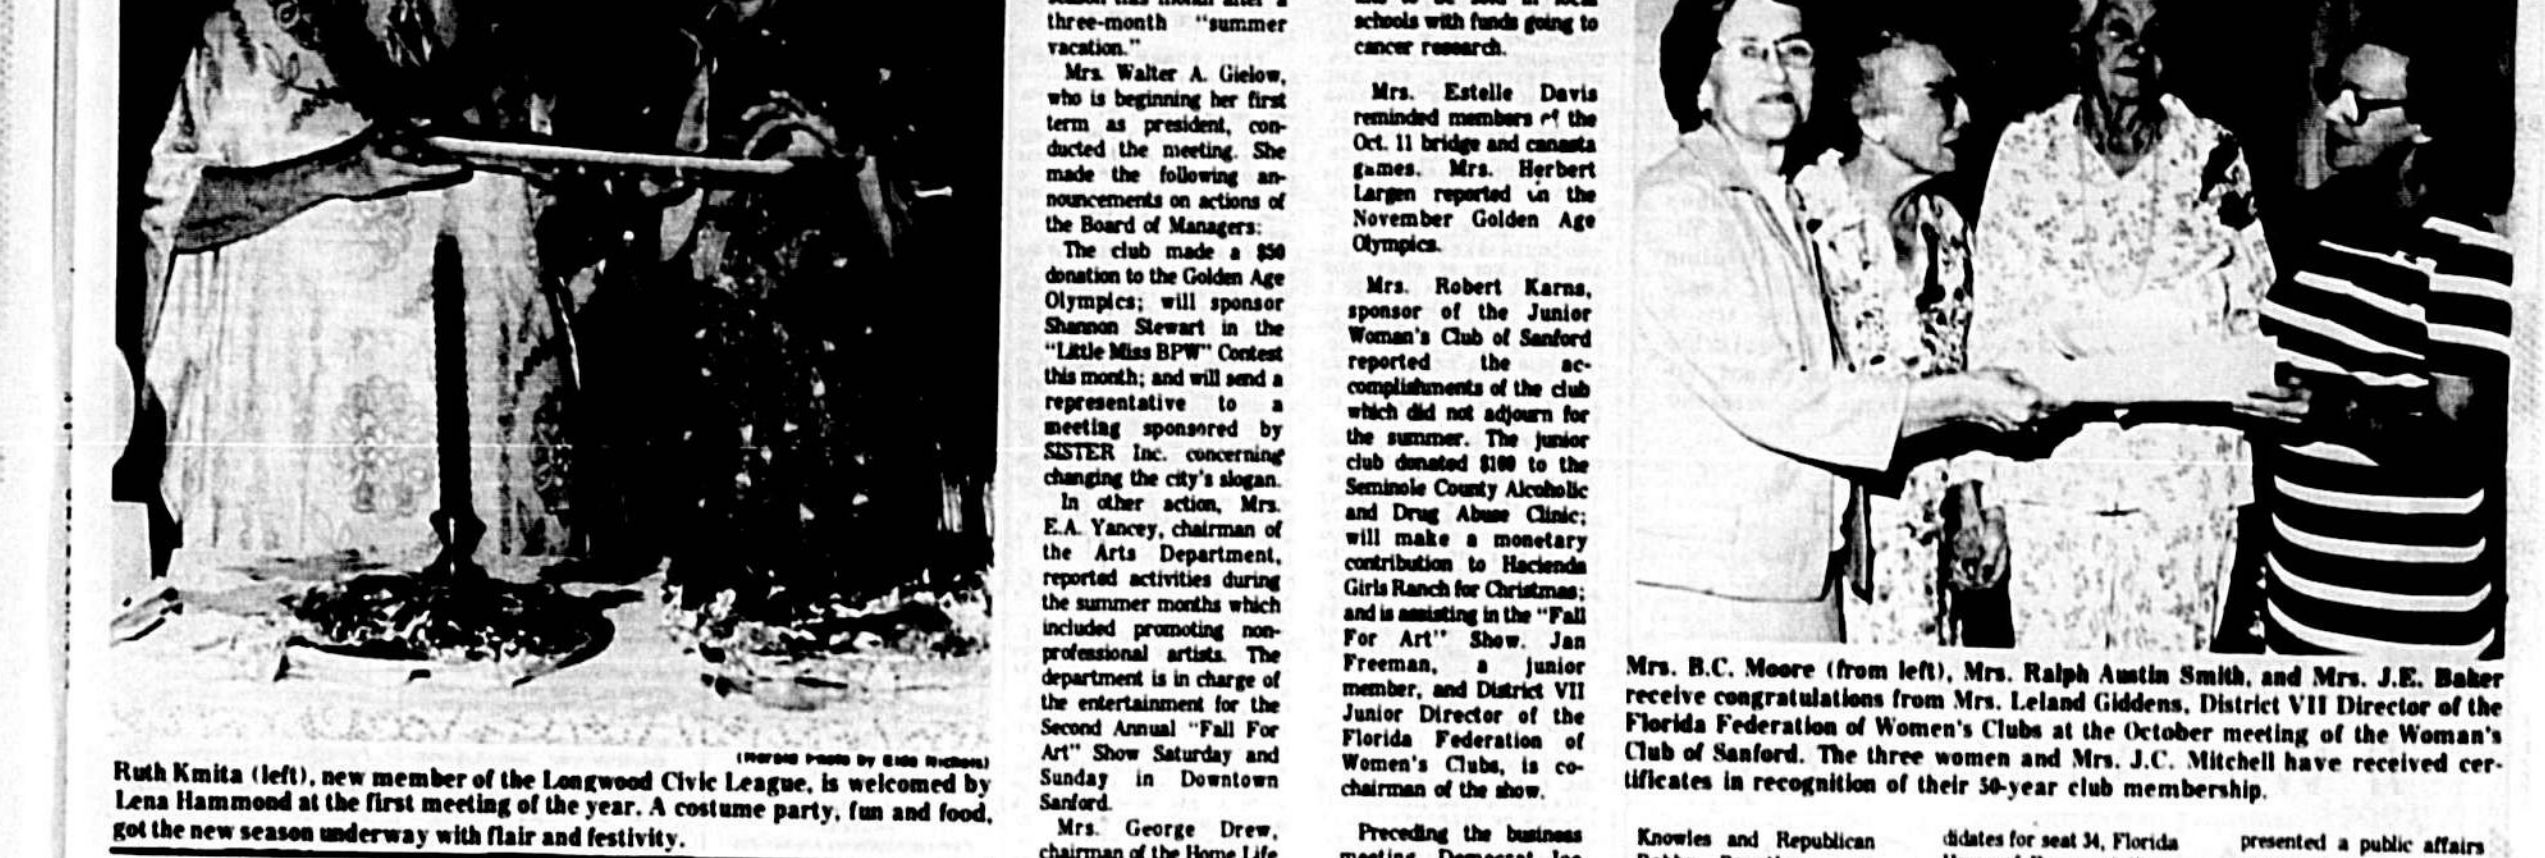 (Herald Photo by Elda Nichols)
Ruth Kmita (left), new member of the Longwood Civic League, is welcomed by
Lena Hammond at the first meeting of the year. A costume party, fun and food,
got the new season underway with flair and festivity.
three-month "summer
vacation."
Mrs. Walter A. Gielow,
who is beginning her first
term as president, con-
ducted the meeting. She
made the following an-
nouncements on actions of
the Board of Managers:
The club made a $50
donation to the Golden Age
Olympics; will sponsor
Shannon Stewart in the
"Little Miss BPW" Contest
this month; and will send a
representative to a
meeting sponsored by
SISTER Inc. concerning
changing the city's slogan.
In other action, Mrs.
E.A. Yancey, chairman of
the Arts Department,
reported activities during
the summer months which
included promoting non-
professional artists. The
department is in charge of
the entertainment for the
Second Annual "Fall For
Art" Show Saturday and
Sunday in Downtown
Sanford.
Mrs. George Drew,
chairman of the Home Life
schools with funds going to
cancer research.
Mrs. Estelle Davis
reminded members of the
Oct. 11 bridge and canasta
games. Mrs. Herbert
Largen reported on the
November Golden Age
Olympics.
Mrs. Robert Karns,
sponsor of the Junior
Woman's Club of Sanford
reported the ac-
complishments of the club
which did not adjourn for
the summer. The junior
club donated $100 to the
Seminole County Alcoholic
and Drug Abuse Clinic;
will make a monetary
contribution to Hacienda
Girls Ranch for Christmas;
and is assisting in the "Fall
For Art" Show. Jan
Freeman, a junior
member, and District VII
Junior Director of the
Florida Federation of
Women's Clubs, is co-
chairman of the show.
Preceding the business
Mrs. B.C. Moore (from left), Mrs. Ralph Austin Smith, and Mrs. J.E. Baker
receive congratulations from Mrs. Leland Giddens, District VII Director of the
Florida Federation of Women's Clubs at the October meeting of the Woman's
Club of Sanford. The three women and Mrs. J.C. Mitchell have received cer-
tificates in recognition of their 50-year club membership.
Knowles and Republican
didates for seat 34, Florida
presented a public affairs